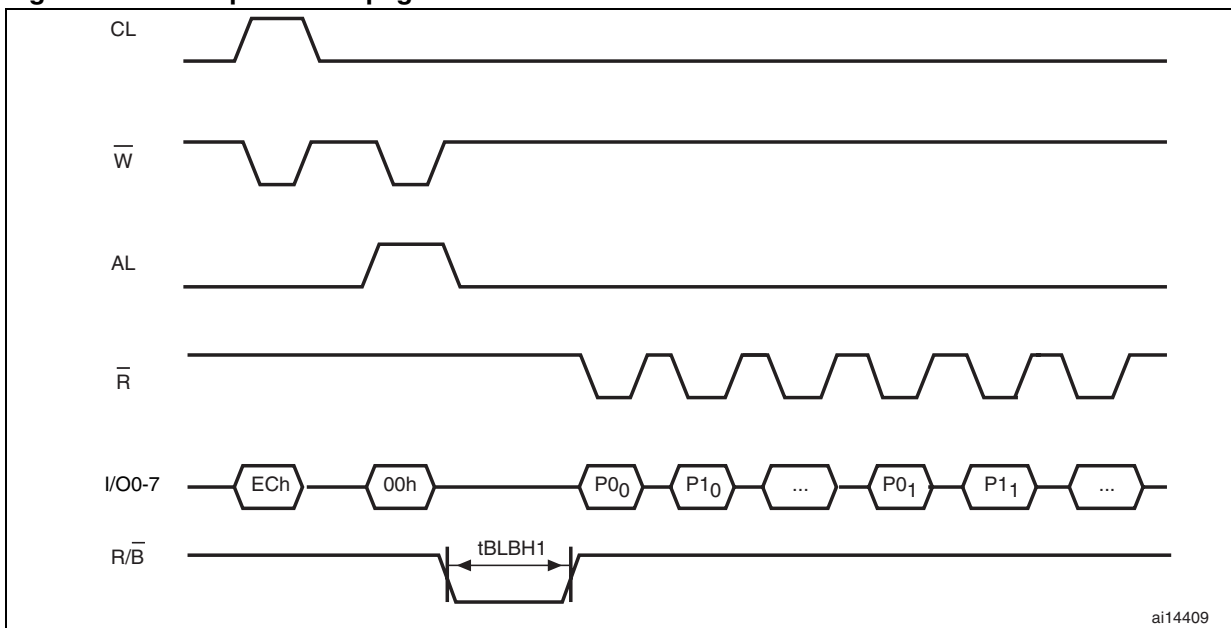 CL
W
AL
R
I/O0-7 ECh 00h P00 P10 ... P01 P11 ...
R/B tBLBH1
ai14409